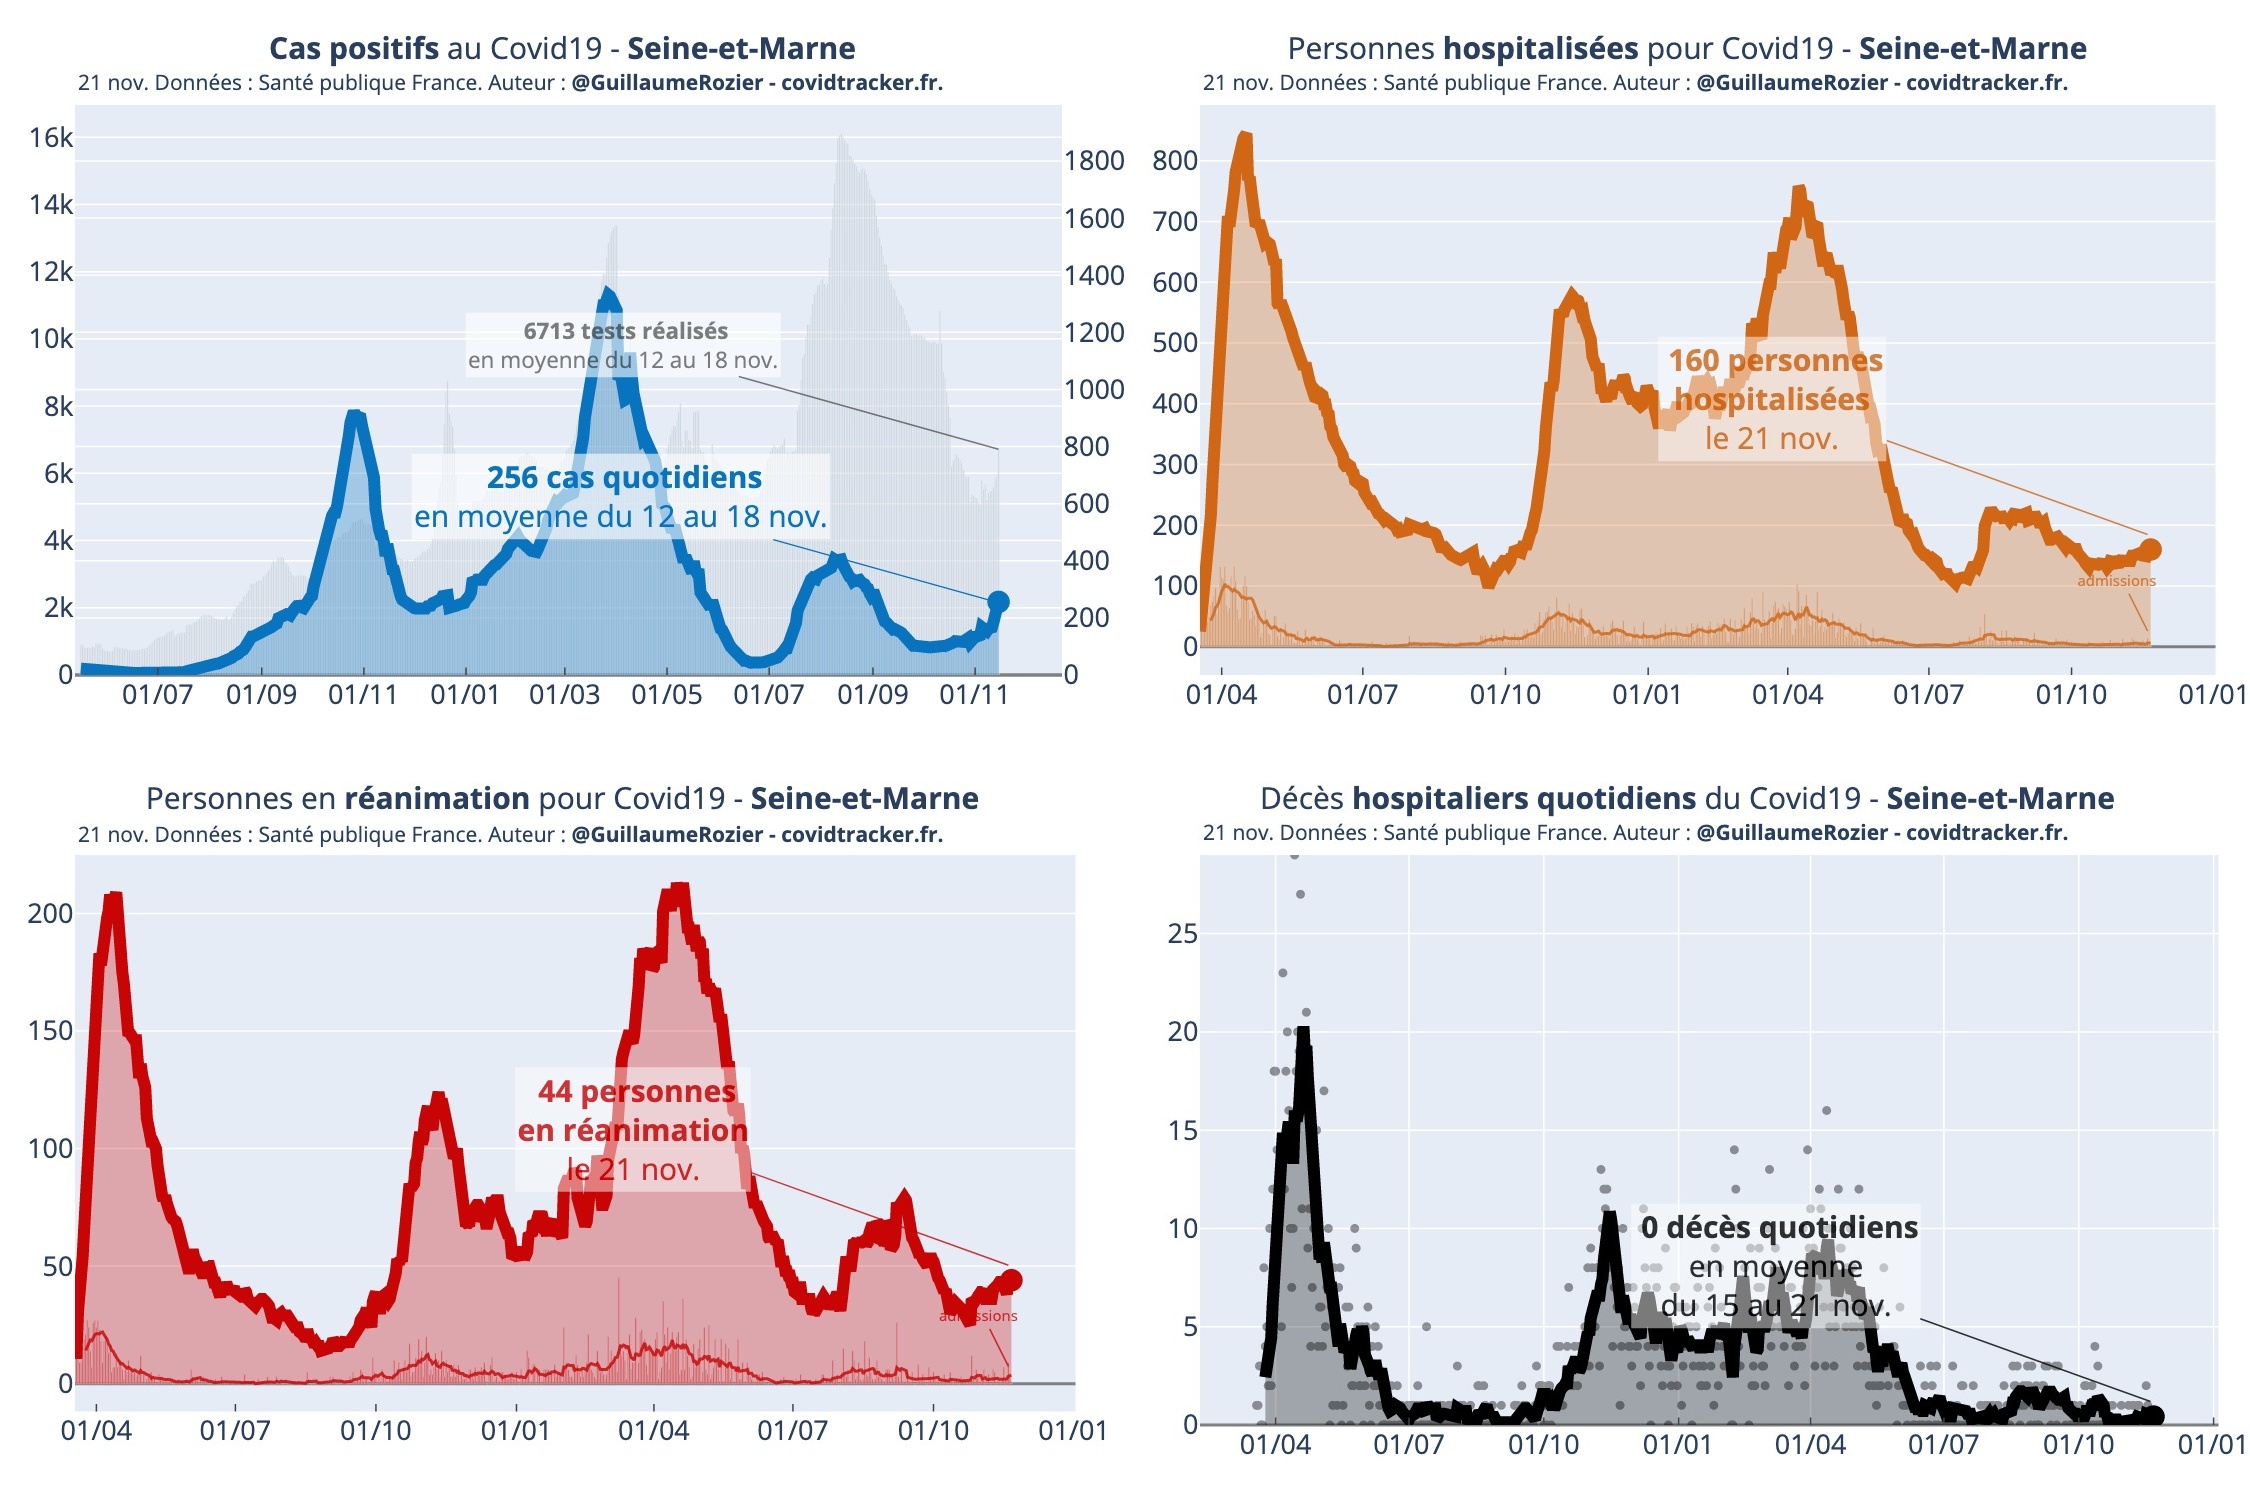 Cas positifs au Covid19 - Seine-et-Marne
21 nov. Données : Santé publique France. Auteur : @GuillaumeRozier - covidtracker.fr.
16k
14k
12k
10k
8k
6k
4k
2k
0
1800
1600
1400
1200
1000
800
600
400
200
0
6713 tests réalisés
en moyenne du 12 au 18 nov.
256 cas quotidiens
en moyenne du 12 au 18 nov.
01/07 01/09 01/11 01/01 01/03 01/05 01/07 01/09 01/11
Personnes hospitalisées pour Covid19 - Seine-et-Marne
21 nov. Données : Santé publique France. Auteur : @GuillaumeRozier - covidtracker.fr.
800
700
600
500
400
300
200
100
0
160 personnes
hospitalisées
le 21 nov.
admissions
01/04 01/07 01/10 01/01 01/04 01/07 01/10 01/01
Personnes en réanimation pour Covid19 - Seine-et-Marne
21 nov. Données : Santé publique France. Auteur : @GuillaumeRozier - covidtracker.fr.
200
150
100
50
0
44 personnes
en réanimation
le 21 nov.
admissions
01/04 01/07 01/10 01/01 01/04 01/07 01/10 01/01
Décès hospitaliers quotidiens du Covid19 - Seine-et-Marne
21 nov. Données : Santé publique France. Auteur : @GuillaumeRozier - covidtracker.fr.
25
20
15
10
5
0
0 décès quotidiens
en moyenne
du 15 au 21 nov.
01/04 01/07 01/10 01/01 01/04 01/07 01/10 01/01